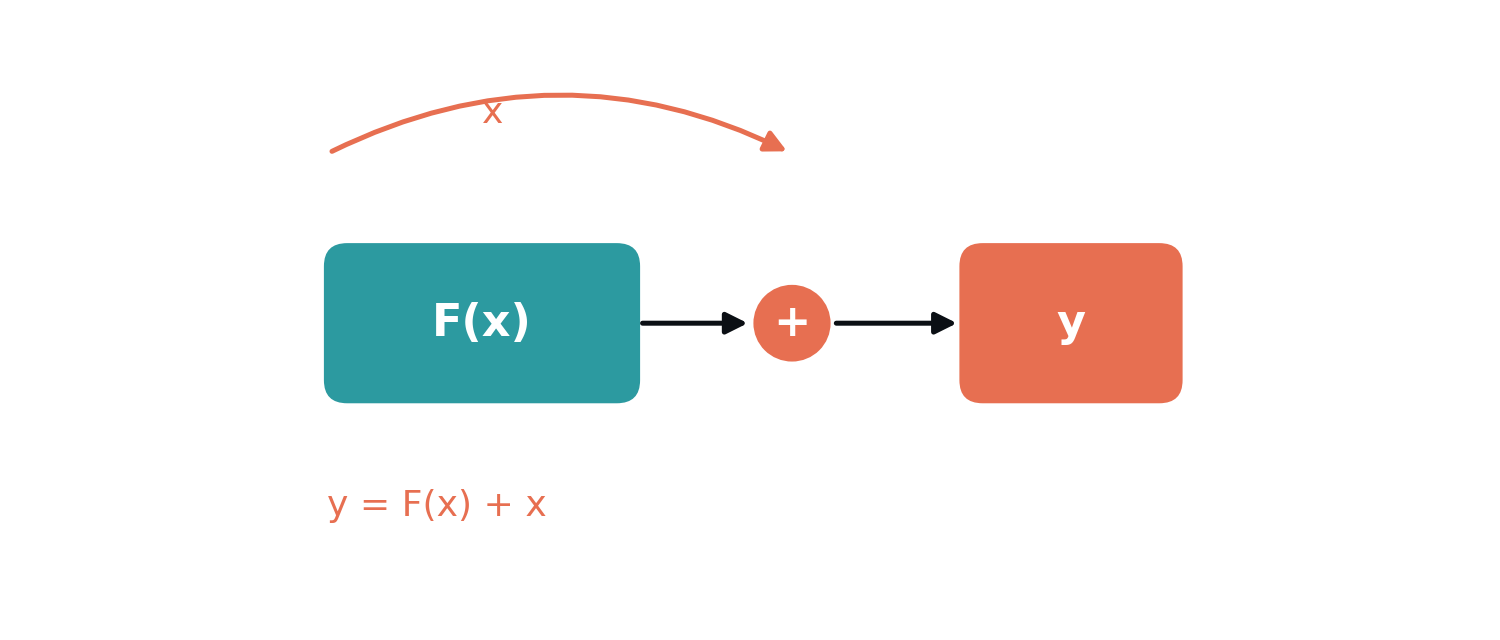 x
F(x)
+
y
y = F(x) + x